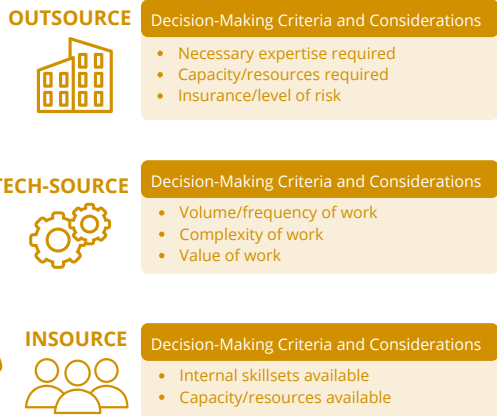 OUTSOURCE
Decision-Making Criteria and Considerations
• Necessary expertise required
• Capacity/resources required
• Insurance/level of risk
TECH-SOURCE
Decision-Making Criteria and Considerations
• Volume/frequency of work
• Complexity of work
• Value of work
INSOURCE
Decision-Making Criteria and Considerations
• Internal skillsets available
• Capacity/resources available